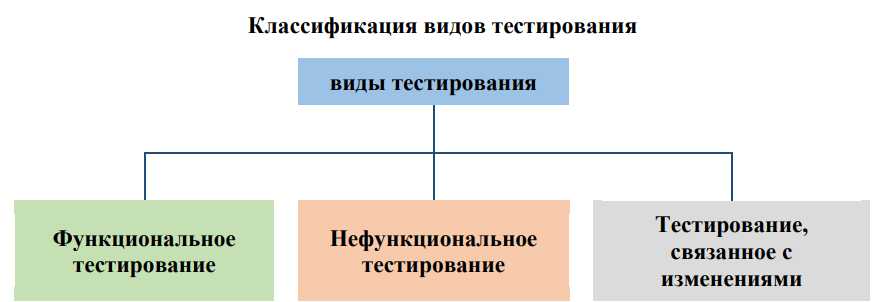 Классификация видов тестирования
виды тестирования
Функциональное
тестирование
Нефункциональное
тестирование
Тестирование,
связанное с
изменениями